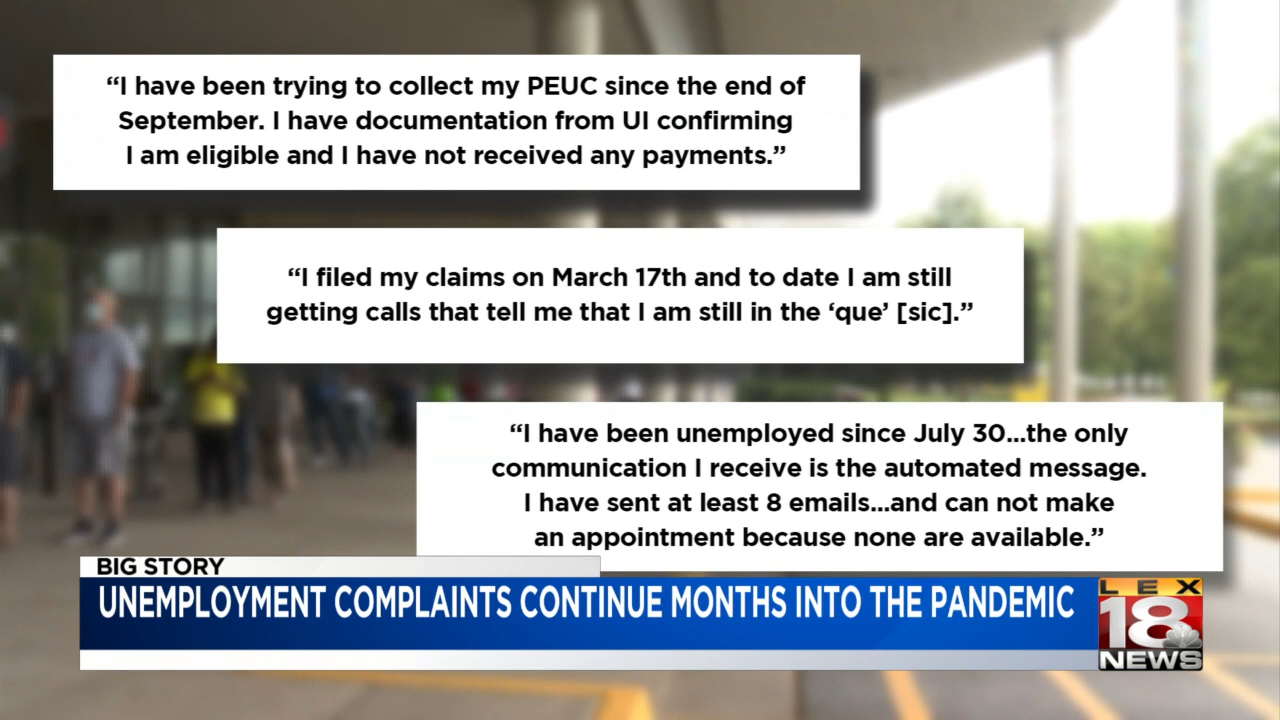 “I have been trying to collect my PEUC since the end of
September. I have documentation from UI confirming
I am eligible and I have not received any payments.”
“I filed my claims on March 17th and to date I am still
getting calls that tell me that I am still in the ‘que’ [sic].”
“I have been unemployed since July 30...the only
communication I receive is the automated message.
I have sent at least 8 emails...and can not make
an appointment because none are available.”
BIG STORY
UNEMPLOYMENT COMPLAINTS CONTINUE MONTHS INTO THE PANDEMIC
LEX
18
NEWS